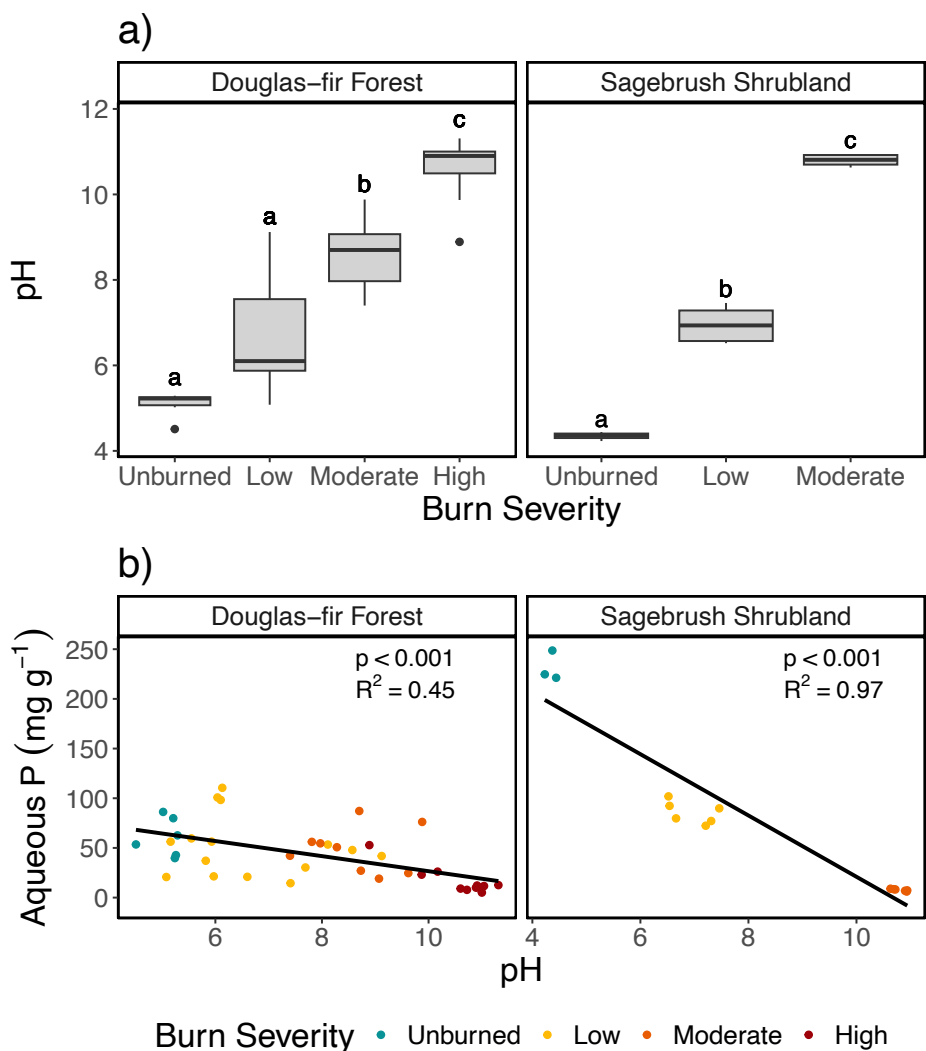 a)
Douglas−fir Forest Sagebrush Shrubland
12
10
8
6
4
pH
a a b c
a b c
Unburned Low Moderate High Unburned Low Moderate
Burn Severity
b)
Douglas−fir Forest Sagebrush Shrubland
250
200
150
100
50
0
Aqueous P (mg g⁻¹)
p < 0.001
R² = 0.45
p < 0.001
R² = 0.97
6 8 10 4 6 8 10
pH
Burn Severity Unburned Low Moderate High